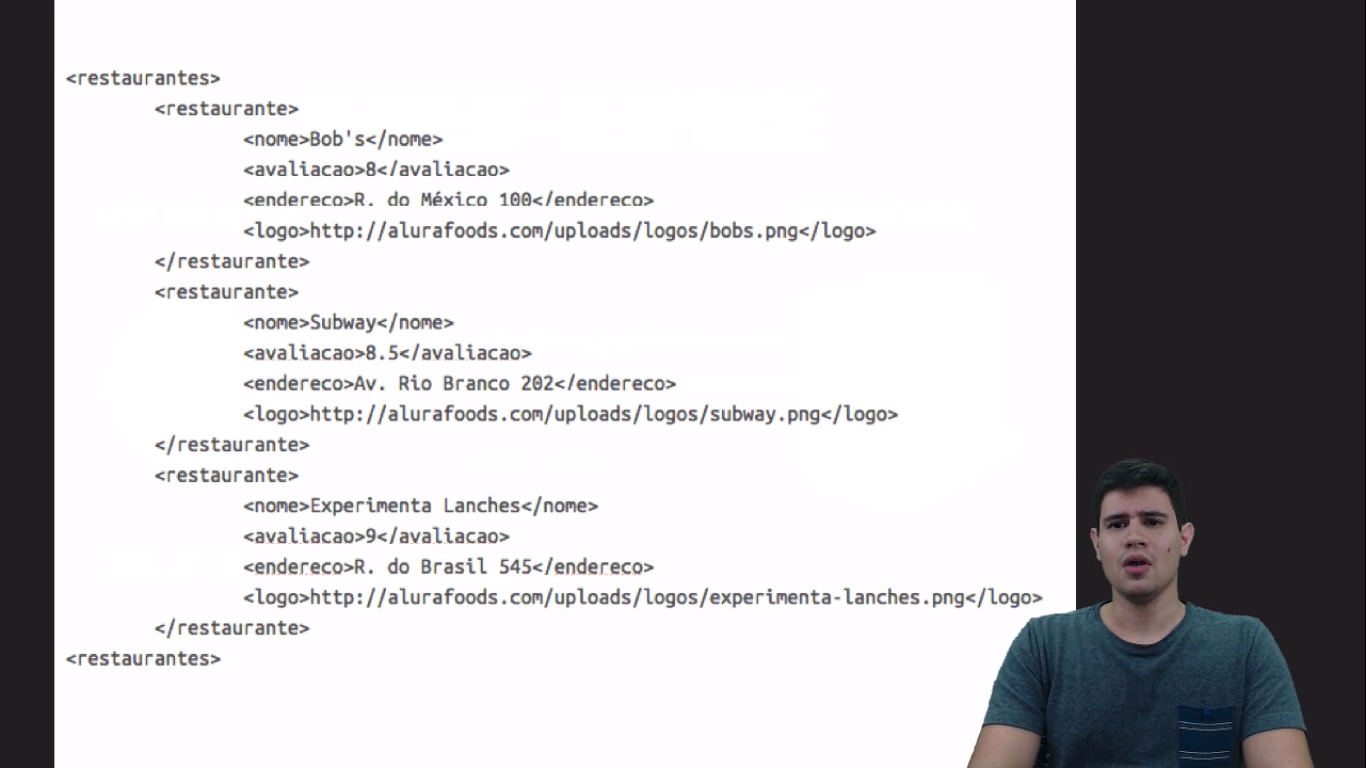 <restaurantes>
<restaurante>
<nome>Bob's</nome>
<avaliacao>8</avaliacao>
<endereco>R. do México 100</endereco>
<logo>http://alurafoods.com/uploads/logos/bobs.png</logo>
</restaurante>
<restaurante>
<nome>Subway</nome>
<avaliacao>8.5</avaliacao>
<endereco>Av. Rio Branco 202</endereco>
<logo>http://alurafoods.com/uploads/logos/subway.png</logo>
</restaurante>
<restaurante>
<nome>Experimenta Lanches</nome>
<avaliacao>9</avaliacao>
<endereco>R. do Brasil 545</endereco>
<logo>http://alurafoods.com/uploads/logos/experimenta-lanches.png</logo>
</restaurante>
<restaurantes>